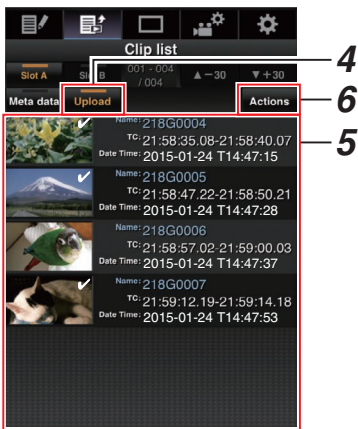 Clip list
Slot A Slot B 001 - 004 / 004 ▲-30 ▼+30
Meta data Upload Actions
4
6
5
Name: 218G0004
TC: 21:58:35.08-21:58:40.07
Date Time: 2015-01-24 T14:47:15
Name: 218G0005
TC: 21:58:47.22-21:58:50.21
Date Time: 2015-01-24 T14:47:28
Name: 218G0006
TC: 21:58:57.02-21:59:00.03
Date Time: 2015-01-24 T14:47:37
Name: 218G0007
TC: 21:59:12.19-21:59:14.18
Date Time: 2015-01-24 T14:47:53